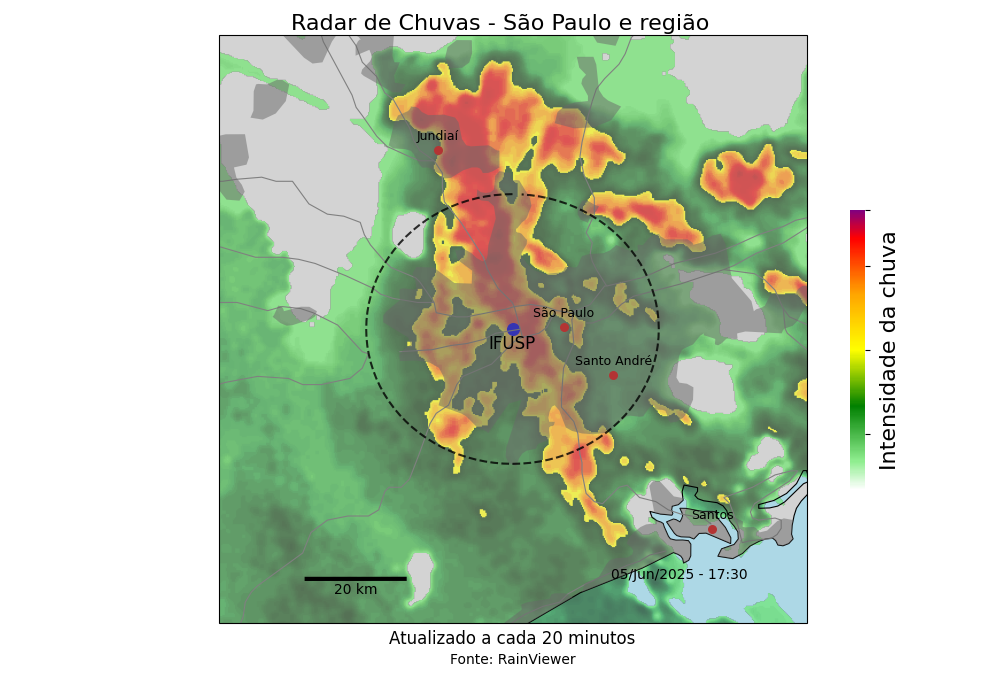 Radar de Chuvas - São Paulo e região
Jundiaí
São Paulo
IFUSP
Santo André
Santos
05/Jun/2025 - 17:30
20 km
Intensidade da chuva
Atualizado a cada 20 minutos
Fonte: RainViewer